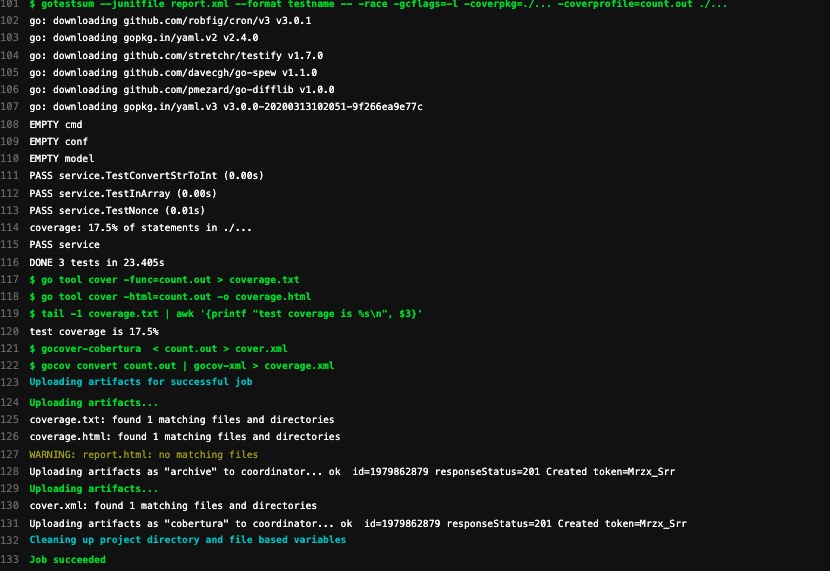 101 $ gotestsum --junitfile report.xml --format testname -- -race -gcflags=-l -coverpkg=./... -coverprofile=count.out ./...
102 go: downloading github.com/robfig/cron/v3 v3.0.1
103 go: downloading gopkg.in/yaml.v2 v2.4.0
104 go: downloading github.com/stretchr/testify v1.7.0
105 go: downloading github.com/davecgh/go-spew v1.1.0
106 go: downloading github.com/pmezard/go-difflib v1.0.0
107 go: downloading gopkg.in/yaml.v3 v3.0.0-20200313102051-9f266ea9e77c
108 EMPTY cmd
109 EMPTY conf
110 EMPTY model
111 PASS service.TestConvertStrToInt (0.00s)
112 PASS service.TestInArray (0.00s)
113 PASS service.TestNonce (0.01s)
114 coverage: 17.5% of statements in ./...
115 PASS service
116 DONE 3 tests in 23.405s
117 $ go tool cover -func=count.out > coverage.txt
118 $ go tool cover -html=count.out -o coverage.html
119 $ tail -1 coverage.txt | awk '{printf "test coverage is %s\n", $3}'
120 test coverage is 17.5%
121 $ gocover-cobertura  < count.out > cover.xml
122 $ gocov convert count.out | gocov-xml > coverage.xml
123 Uploading artifacts for successful job
124 Uploading artifacts...
125 coverage.txt: found 1 matching files and directories
126 coverage.html: found 1 matching files and directories
127 WARNING: report.html: no matching files
128 Uploading artifacts as "archive" to coordinator... ok  id=1979862879 responseStatus=201 Created token=Mrzx_Srr
129 Uploading artifacts...
130 cover.xml: found 1 matching files and directories
131 Uploading artifacts as "cobertura" to coordinator... ok  id=1979862879 responseStatus=201 Created token=Mrzx_Srr
132 Cleaning up project directory and file based variables
133 Job succeeded